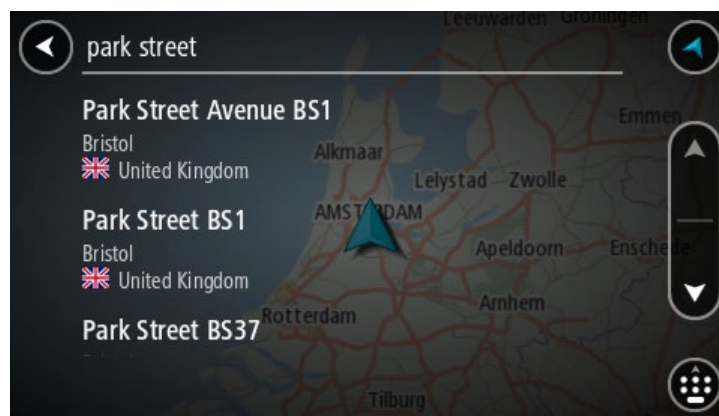 Leeuwarden Groningen
park street
Park Street Avenue BS1
Bristol
United Kingdom
Park Street BS1
Bristol
United Kingdom
Park Street BS37
Emmen
Alkmaar
Lelystad
Zwolle
AMSTERDAM
Apeldoorn
Enschede
Arnhem
Rotterdam
Tilburg